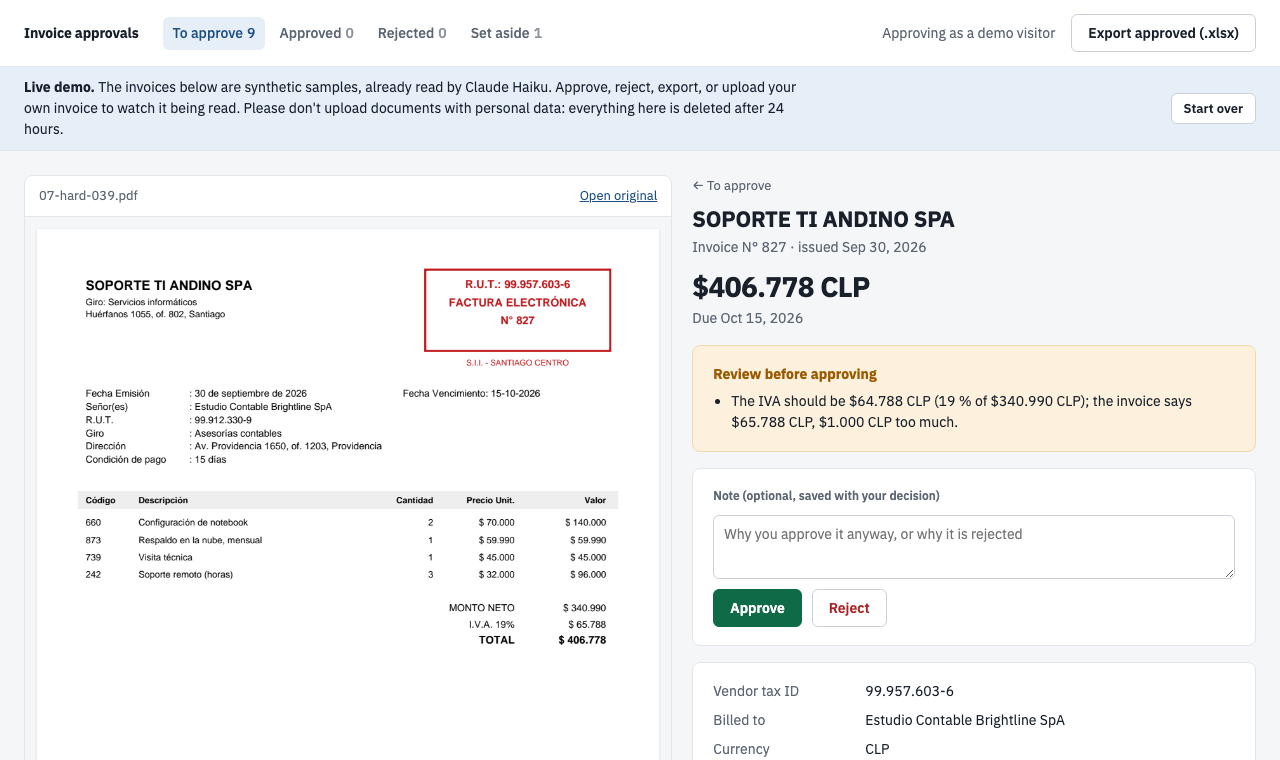 Invoice approvals
To approve 9
Approved 0
Rejected 0
Set aside 1
Approving as a demo visitor
Export approved (.xlsx)
Live demo. The invoices below are synthetic samples, already read by Claude Haiku. Approve, reject, export, or upload your
own invoice to watch it being read. Please don't upload documents with personal data: everything here is deleted after 24
hours.
Start over
07-hard-039.pdf
Open original
SOPORTE TI ANDINO SPA
Giro: Servicios informáticos
Huérfanos 1055, of. 802, Santiago
R.U.T.: 99.957.603-6
FACTURA ELECTRÓNICA
N° 827
S.I.I. - SANTIAGO CENTRO
Fecha Emisión : 30 de septiembre de 2026 Fecha Vencimiento: 15-10-2026
Señor(es) : Estudio Contable Brightline SpA
R.U.T. : 99.912.330-9
Giro : Asesorías contables
Dirección : Av. Providencia 1650, of. 1203, Providencia
Condición de pago : 15 días
Código Descripción Cantidad Precio Unit. Valor
660 Configuración de notebook 2 $ 70.000 $ 140.000
873 Respaldo en la nube, mensual 1 $ 59.990 $ 59.990
739 Visita técnica 1 $ 45.000 $ 45.000
242 Soporte remoto (horas) 3 $ 32.000 $ 96.000
MONTO NETO $ 340.990
I.V.A. 19% $ 65.788
TOTAL $ 406.778
← To approve
SOPORTE TI ANDINO SPA
Invoice N° 827 · issued Sep 30, 2026
$406.778 CLP
Due Oct 15, 2026
Review before approving
• The IVA should be $64.788 CLP (19 % of $340.990 CLP); the invoice says
$65.788 CLP, $1.000 CLP too much.
Note (optional, saved with your decision)
Why you approve it anyway, or why it is rejected
Approve
Reject
Vendor tax ID 99.957.603-6
Billed to Estudio Contable Brightline SpA
Currency CLP